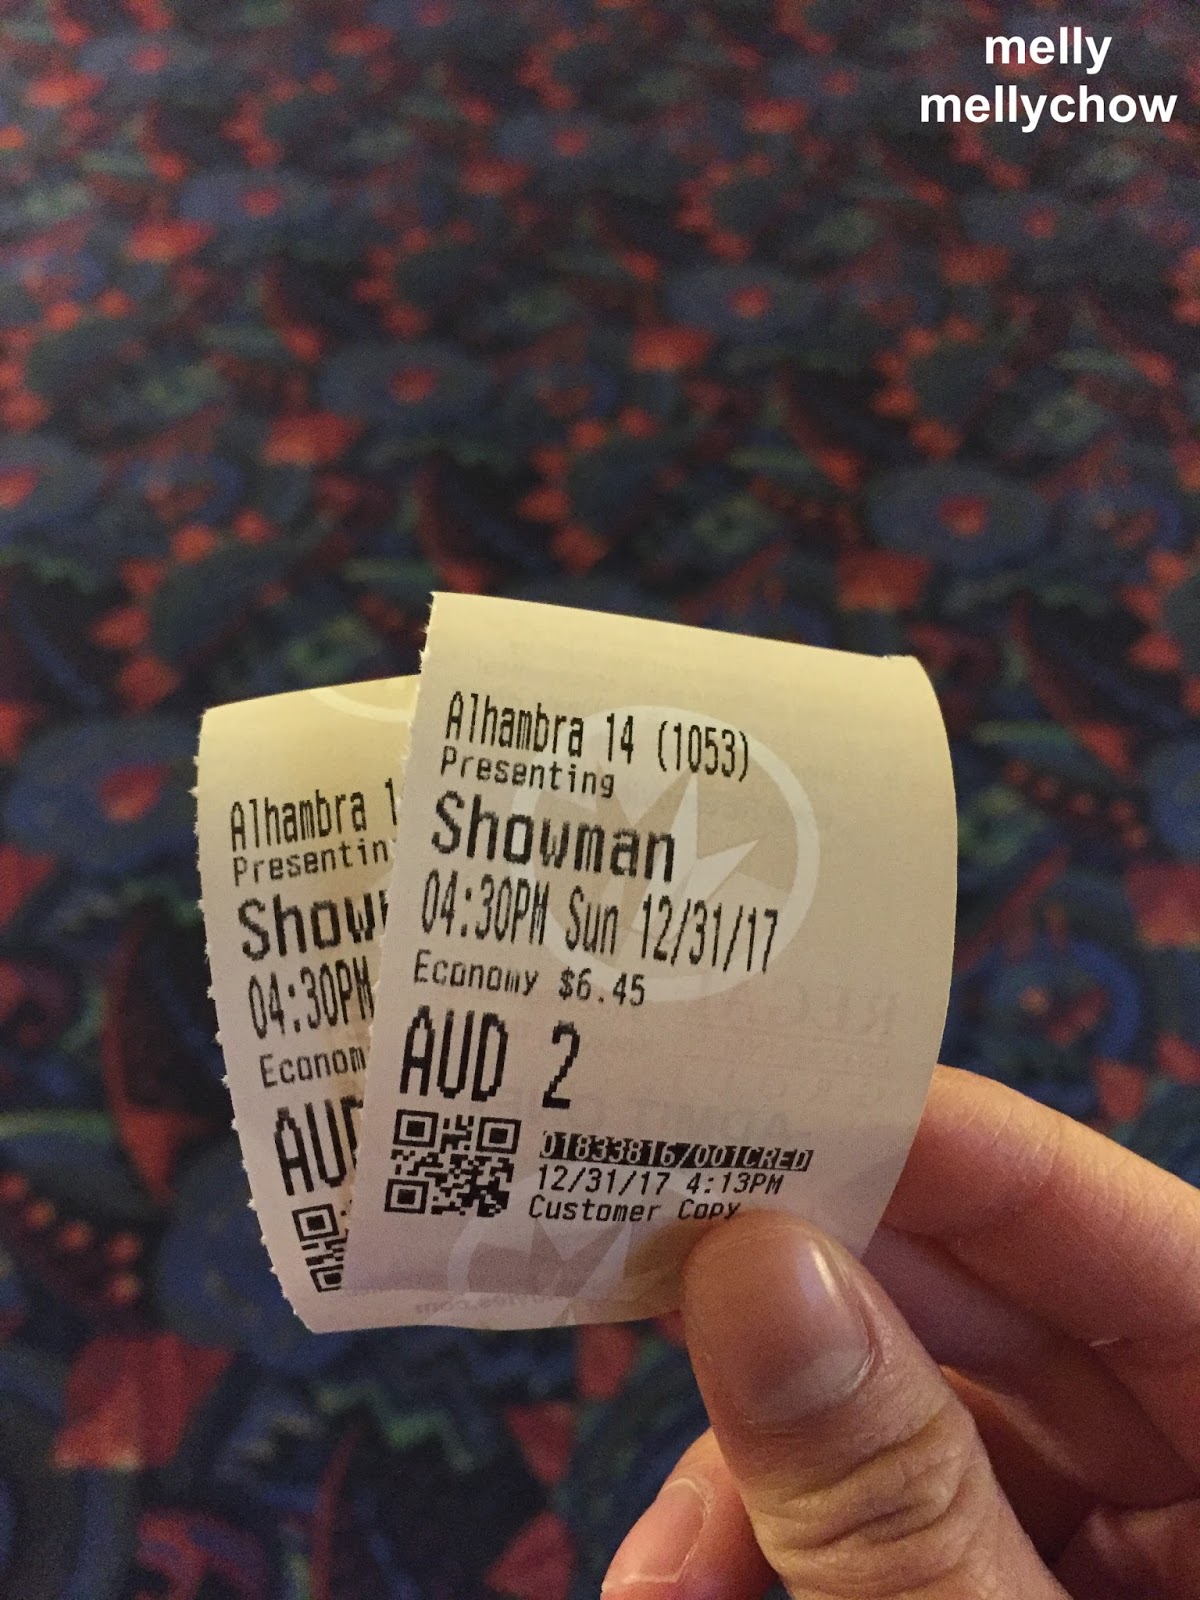 melly
mellychow
Alhambra 14 (1053)
Presenting
Showman
04:30PM Sun 12/31/17
Economy $6.45
AUD 2
01833816/001CRED
12/31/17 4:13PM
Customer Copy
Alhambra 1
Presentin
Show
04:30PM
Econom
AUD